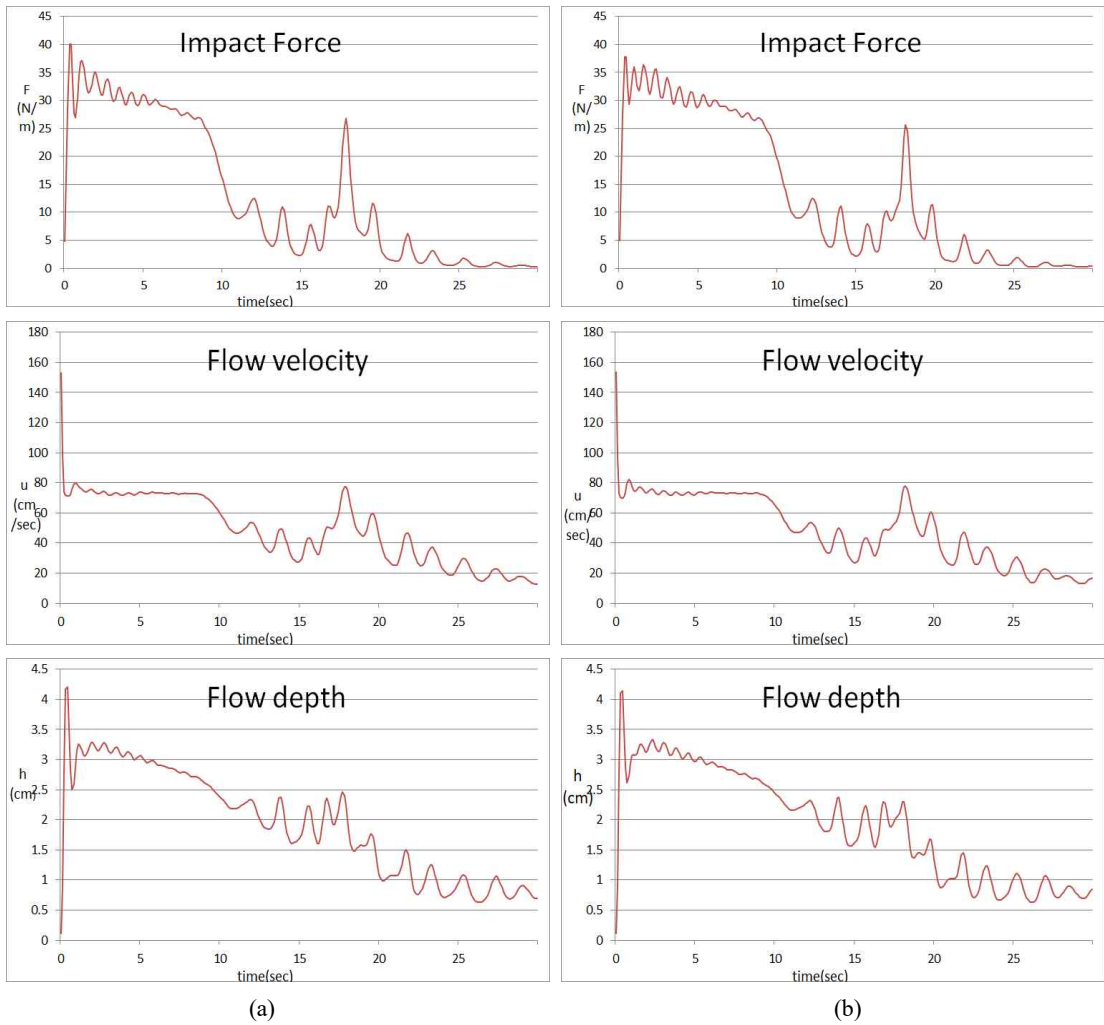 Impact Force
45
40
35
30
25
20
15
10
5
0
F
(N/
m)
0 5 10 15 20 25
time(sec)
Impact Force
45
40
35
30
25
20
15
10
5
0
F
(N/
m)
0 5 10 15 20 25
time(sec)
Flow velocity
180
160
140
120
100
80
60
40
20
0
u
(cm
/sec)
0 5 10 15 20 25
time(sec)
Flow velocity
180
160
140
120
100
80
60
40
20
0
u
(cm/
sec)
0 5 10 15 20 25
time(sec)
Flow depth
4.5
4
3.5
3
2.5
2
1.5
1
0.5
0
h
(cm)
0 5 10 15 20 25
time(sec)
Flow depth
4.5
4
3.5
3
2.5
2
1.5
1
0.5
0
h
(cm)
0 5 10 15 20 25
time(sec)
(a) (b)